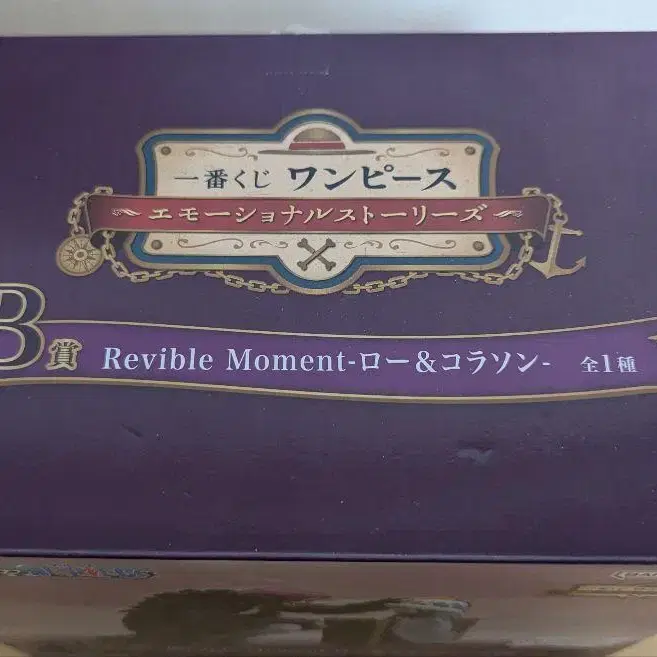 一番くじ ワンピース
エモーショナルストーリーズ
B賞 Revible Moment-ロー&コラソン- 全1種